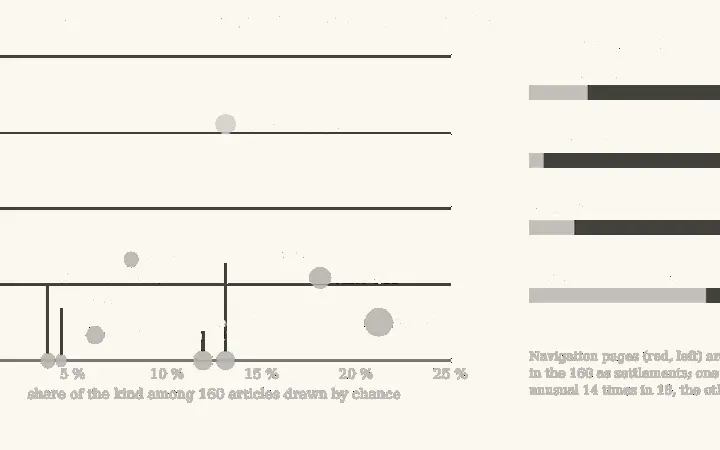 5 % 10 % 15 % 20 % 25 %
share of the kind among 160 articles drawn by chance
Navigation pages (red, left) ar
in the 160 as settlements; one
unusual 14 times in 18, the ot